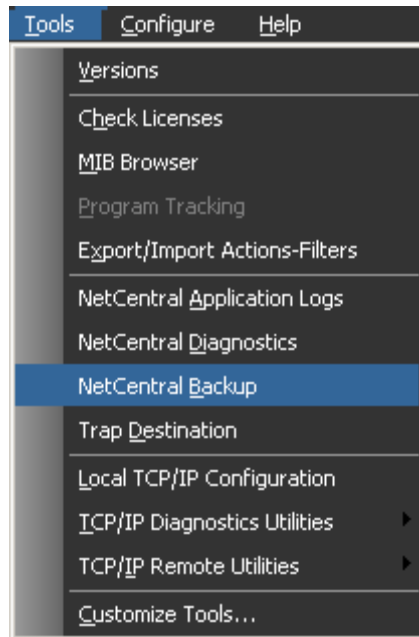 Tools Configure Help
Versions
Check Licenses
MIB Browser
Program Tracking
Export/Import Actions-Filters
NetCentral Application Logs
NetCentral Diagnostics
NetCentral Backup
Trap Destination
Local TCP/IP Configuration
TCP/IP Diagnostics Utilities
TCP/IP Remote Utilities
Customize Tools...